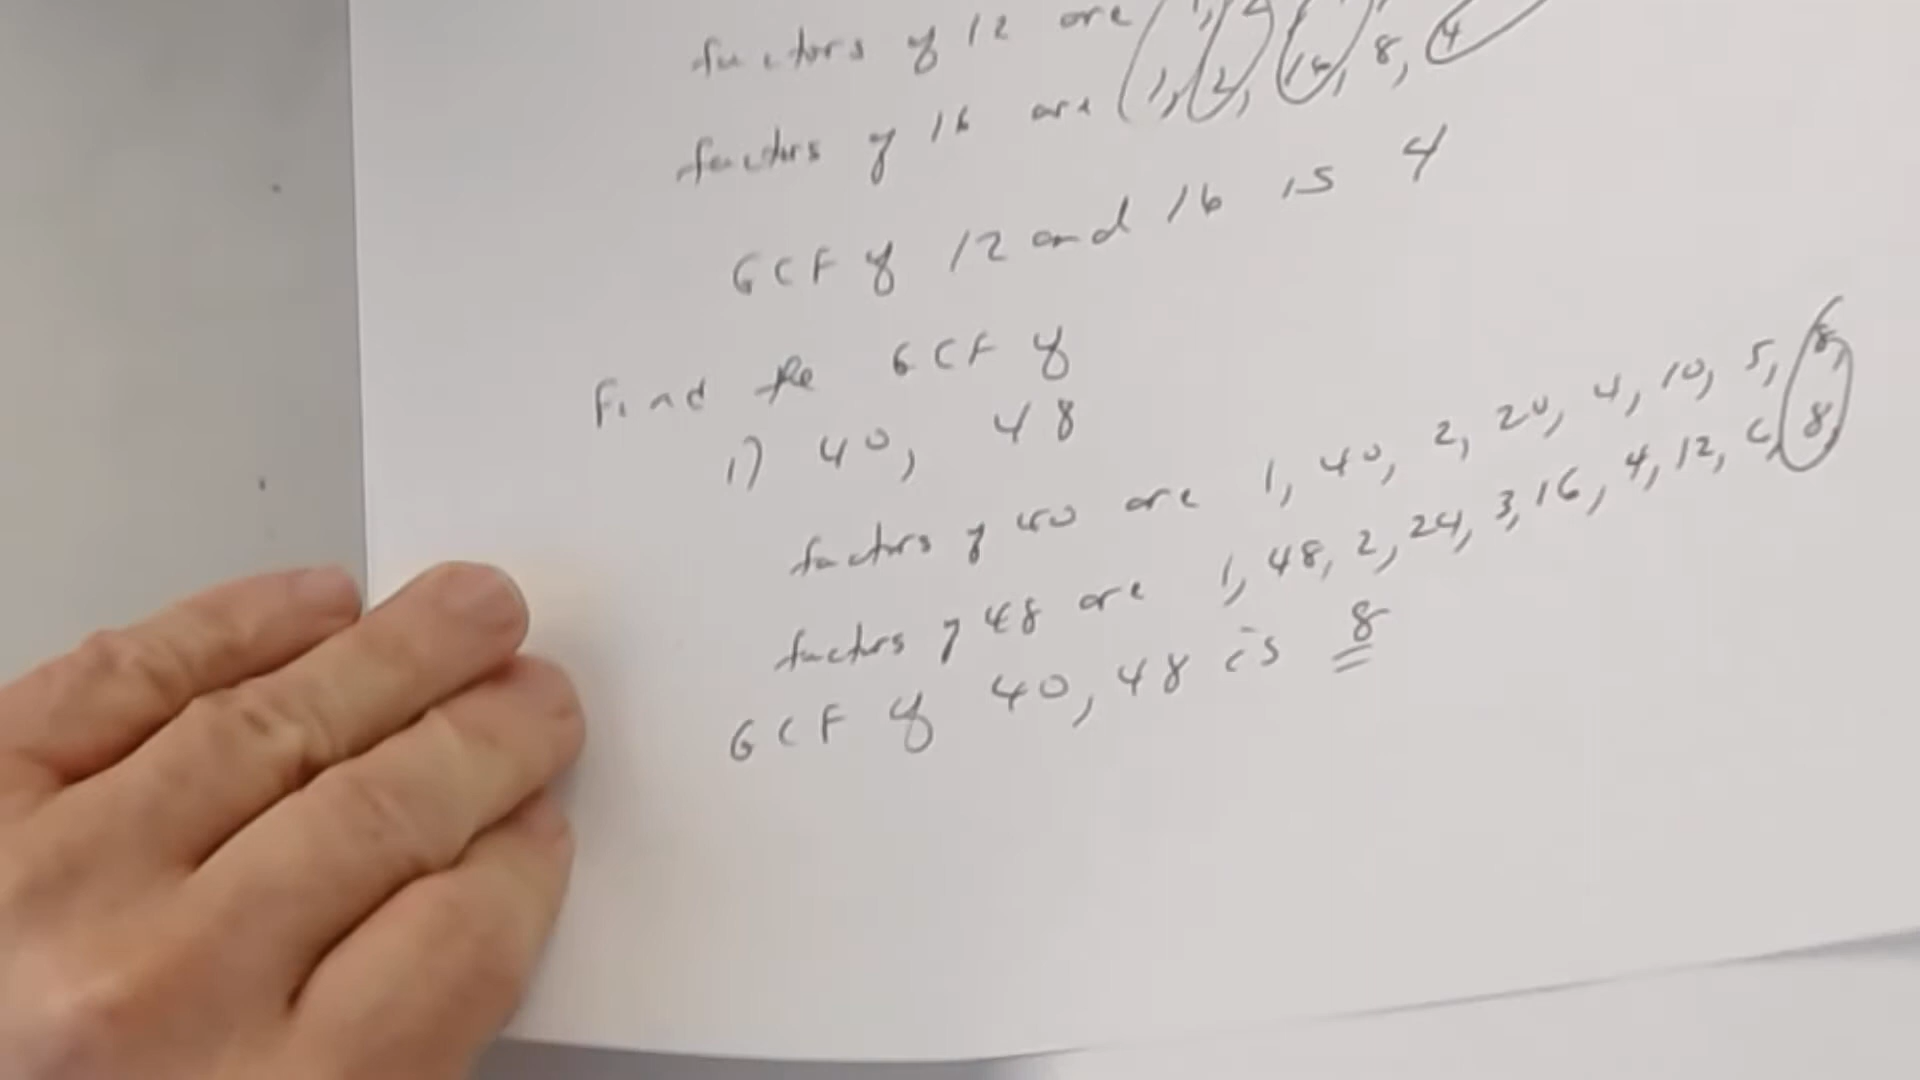 factors of 12 are 1, 2
factors of 16 are 1, 2, 16, 8, 4
GCF of 12 and 16 is 4
Find the GCF of
1) 40, 48
factors of 40 are 1, 40, 2, 20, 4, 10, 5, 8,
factors of 48 are 1, 48, 2, 24, 3, 16, 4, 12, 6, 8,
GCF of 40, 48 is 8